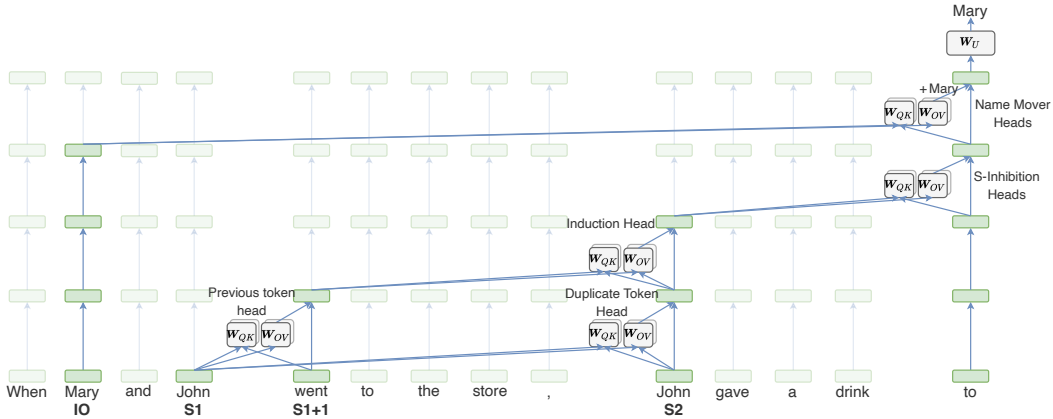 Mary
W_U
+Mary
W_QK W_OV
Name Mover
Heads
W_QK W_OV
S-Inhibition
Heads
Induction Head
W_QK W_OV
Previous token
head
Duplicate Token
Head
W_QK W_OV
W_QK W_OV
When Mary and John went to the store , John gave a drink to
IO S1 S1+1 S2